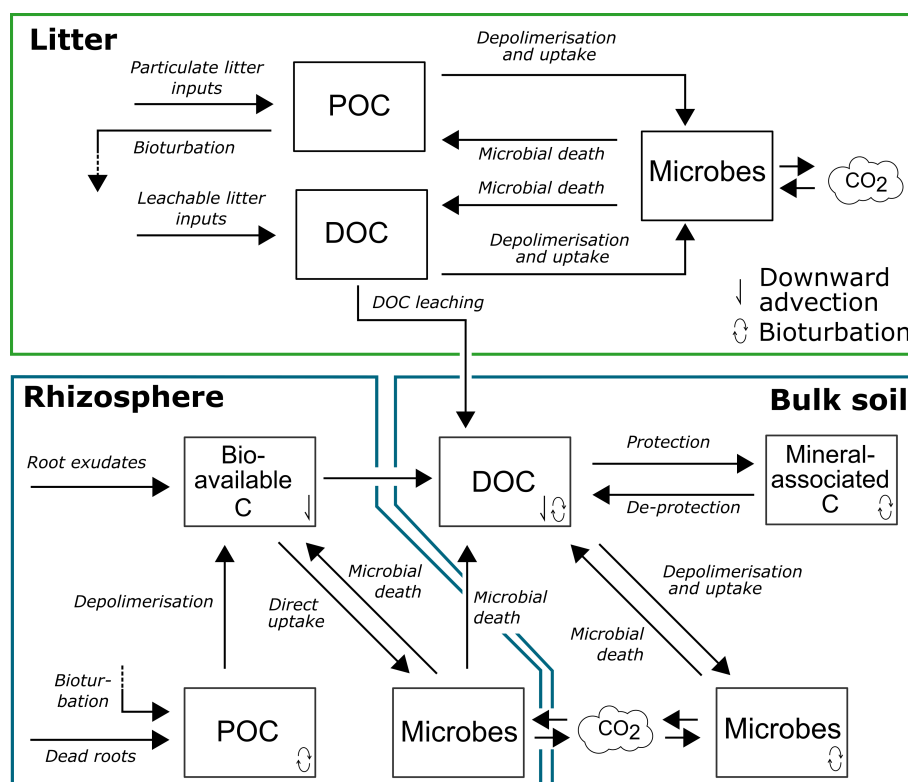 Litter
Depolimerisation
and uptake
Particulate litter
inputs
POC
Bioturbation
Microbial death
Microbes
CO2
Microbial death
Leachable litter
inputs
DOC
Depolimerisation
and uptake
DOC leaching
Downward
advection
Bioturbation
Rhizosphere
Bulk soil
Root exudates
Bio-
available
C
DOC
Protection
De-protection
Mineral-
associated
C
Depolimerisation
Direct
uptake
Microbial
death
Microbial
death
Depolimerisation
and uptake
Microbial
death
Biotur-
bation
Dead roots
POC
Microbes
CO2
Microbes